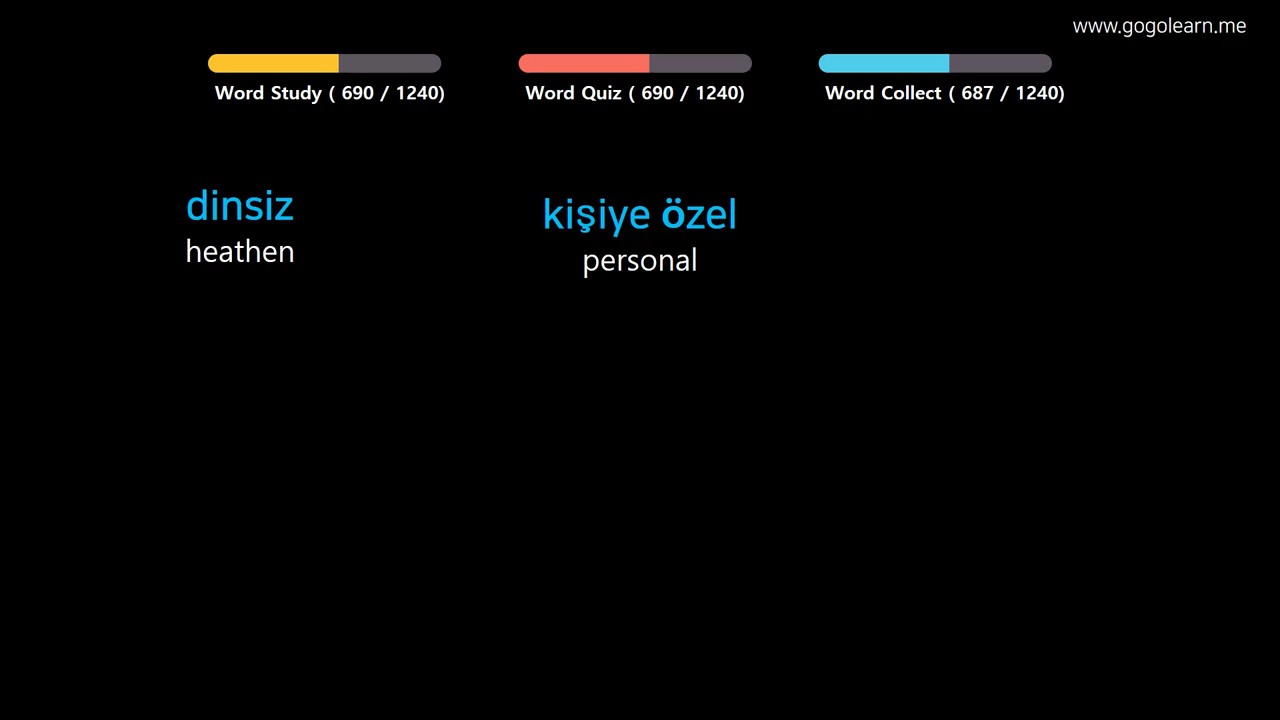 www.gogolearn.me
Word Study ( 690 / 1240)
Word Quiz ( 690 / 1240)
Word Collect ( 687 / 1240)
dinsiz
heathen
kişiye özel
personal